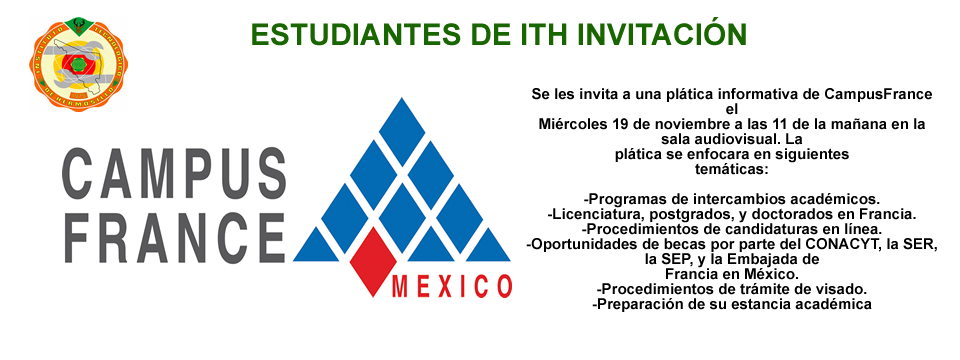 ESTUDIANTES DE ITH INVITACIÓN
INSTITUTO TECNOLOGICO
DE HERMOSILLO
CAMPUS
FRANCE
MEXICO
Se les invita a una plática informativa de CampusFrance
el
Miércoles 19 de noviembre a las 11 de la mañana en la
sala audiovisual. La
plática se enfocara en siguientes
temáticas:
-Programas de intercambios académicos.
-Licenciatura, postgrados, y doctorados en Francia.
-Procedimientos de candidaturas en línea.
-Oportunidades de becas por parte del CONACYT, la SER,
la SEP, y la Embajada de
Francia en México.
-Procedimientos de trámite de visado.
-Preparación de su estancia académica